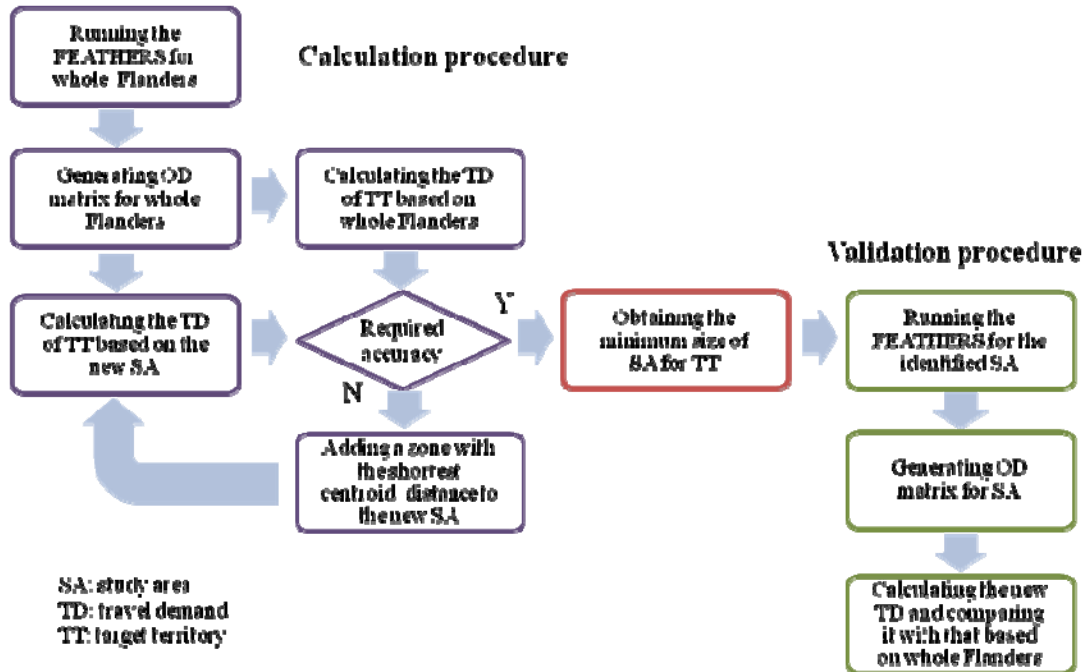 Running the
FEATHERS for
whole Flanders
Calculation procedure
Generating OD
matrix for whole
Flanders
Calculating the TD
of TT based on
whole Flanders
Validation procedure
Calculating the TD
of TT based on the
new SA
Required
accuracy
Y
N
Obtaining the
minimum size of
SA for TT
Running the
FEATHERS for the
identified SA
Adding a zone with
the shortest
centroid distance to
the new SA
Generating OD
matrix for SA
Calculating the new
TD and comparing
it with that based
on whole Flanders
SA: study area
TD: travel demand
TT: target territory